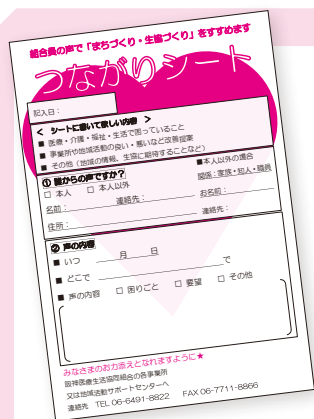 組合員の声で「まちづくり・生協づくり」をすすめます
つながりシート
記入日：
＜ シートに書いて欲しい内容 ＞
■ 医療・介護・福祉・生活で困っていること
■ 事業所や地域活動の良い・悪いなど改善提案
■ その他（地域の情報、生協に期待することなど）
① 誰からの声ですか？
■本人以外の場合
□ 本人 □ 本人以外
関係：家族・知人・職員
名前： 連絡先： お名前：
住所： 連絡先：
② 声の内容
■ いつ 月 日
■ どこで で
■ 声の内容 □ 困りごと □ 要望 □ その他
みなさまのお力添えとなれますように★
阪神医療生活協同組合の各事業所
又は地域活動サポートセンターへ
連絡先 TEL 06-6491-8822 FAX 06-7711-8866